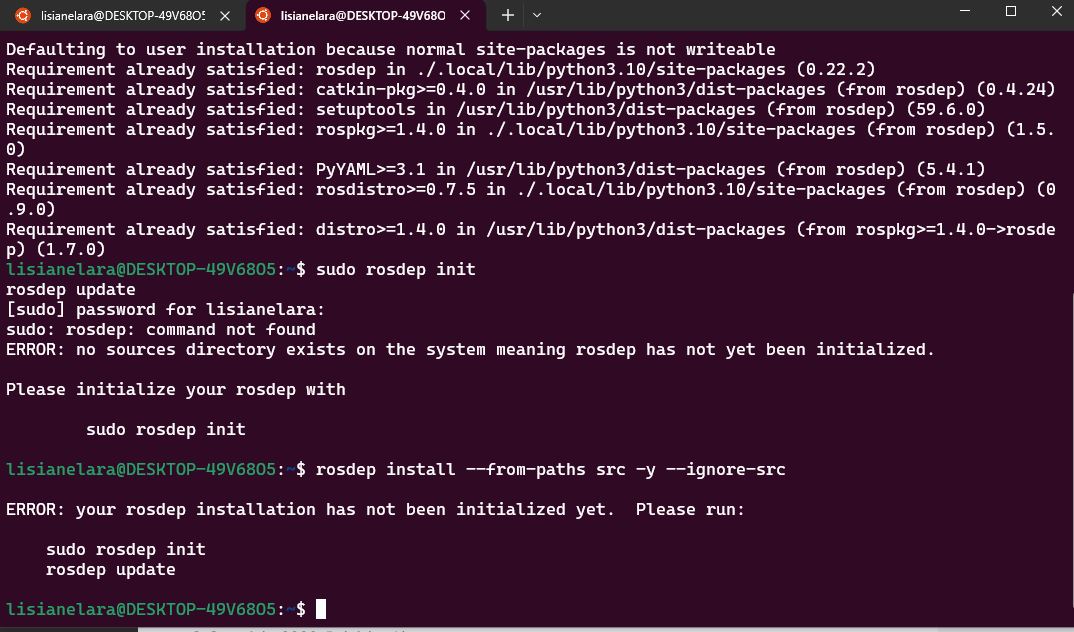 lisianelara@DESKTOP-49V68O5: lisianelara@DESKTOP-49V68O
Defaulting to user installation because normal site-packages is not writeable
Requirement already satisfied: rosdep in ./.local/lib/python3.10/site-packages (0.22.2)
Requirement already satisfied: catkin-pkg>=0.4.0 in /usr/lib/python3/dist-packages (from rosdep) (0.4.24)
Requirement already satisfied: setuptools in /usr/lib/python3/dist-packages (from rosdep) (59.6.0)
Requirement already satisfied: rospkg>=1.4.0 in ./.local/lib/python3.10/site-packages (from rosdep) (1.5.
0)
Requirement already satisfied: PyYAML>=3.1 in /usr/lib/python3/dist-packages (from rosdep) (5.4.1)
Requirement already satisfied: rosdistro>=0.7.5 in ./.local/lib/python3.10/site-packages (from rosdep) (0
.9.0)
Requirement already satisfied: distro>=1.4.0 in /usr/lib/python3/dist-packages (from rospkg>=1.4.0->rosde
p) (1.7.0)
lisianelara@DESKTOP-49V68O5:~$ sudo rosdep init
rosdep update
[sudo] password for lisianelara:
sudo: rosdep: command not found
ERROR: no sources directory exists on the system meaning rosdep has not yet been initialized.
Please initialize your rosdep with
sudo rosdep init
lisianelara@DESKTOP-49V68O5:~$ rosdep install --from-paths src -y --ignore-src
ERROR: your rosdep installation has not been initialized yet.  Please run:
sudo rosdep init
rosdep update
lisianelara@DESKTOP-49V68O5:~$